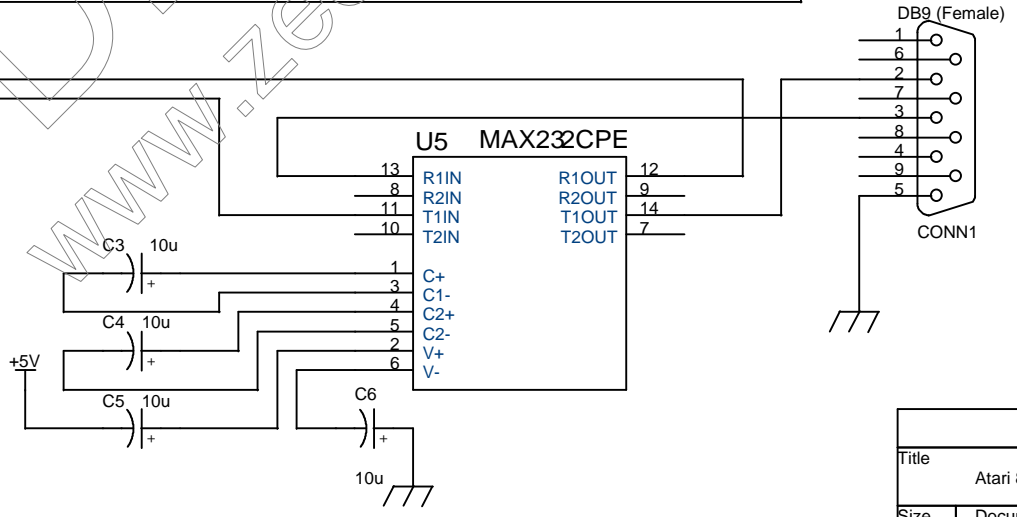 DB9 (Female)
1
6
2
7
3
8
4
9
5
CONN1
U5 MAX232CPE
13 R1IN R1OUT 12
8 R2IN R2OUT 9
11 T1IN T1OUT 14
10 T2IN T2OUT 7
1 C+
3 C1-
4 C2+
5 C2-
2 V+
6 V-
C3 10u
+
C4 10u
+
+5V
C5 10u
+
C6
+
10u
www.ze
Title
Atari
Size